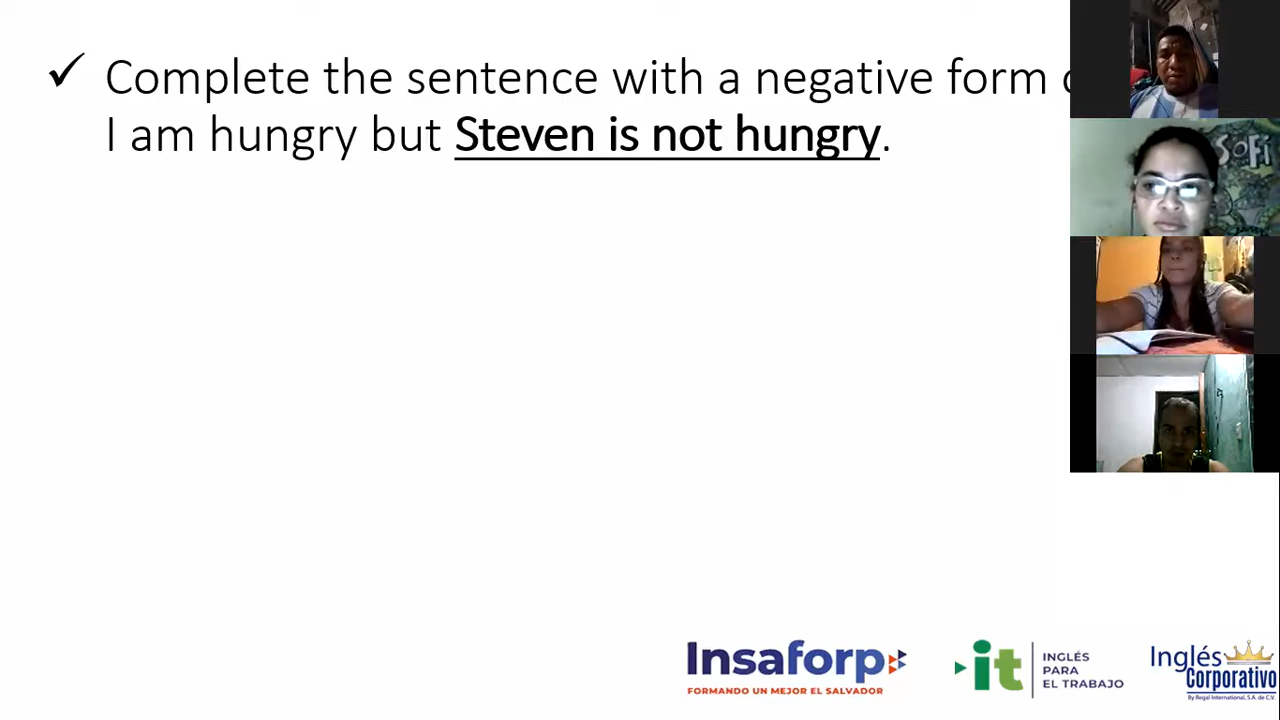 ✓ Complete the sentence with a negative form
I am hungry but Steven is not hungry.
SoFi
Insaforp
FORMANDO UN MEJOR EL SALVADOR
it
INGLÉS
PARA
EL TRABAJO
Inglés
Corporativo
By Regal International, S.A. de C.V.